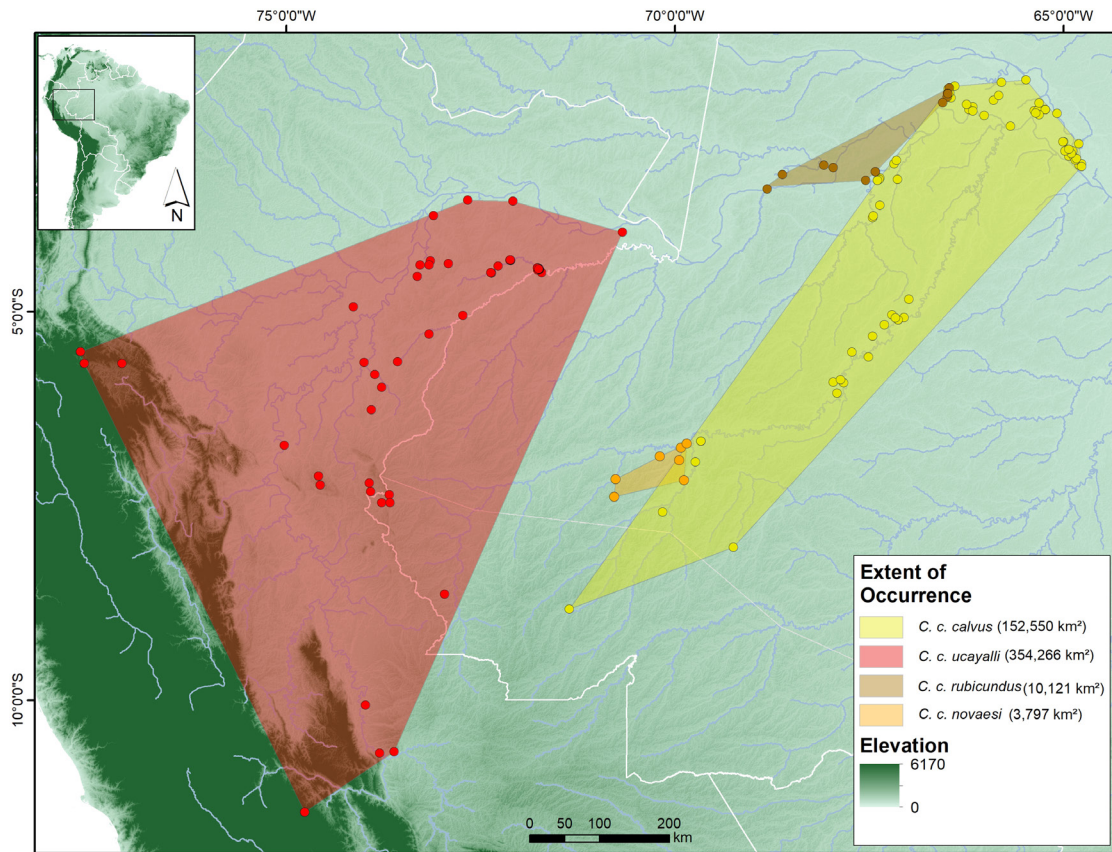 75°0'0"W
70°0'0"W
65°0'0"W
N
5°0'0"S
10°0'0"S
Extent of
Occurrence
C. c. calvus (152,550 km²)
C. c. ucayalli (354,266 km²)
C. c. rubicundus (10,121 km²)
C. c. novaesi (3,797 km²)
Elevation
6170
0
0 50 100 200
km